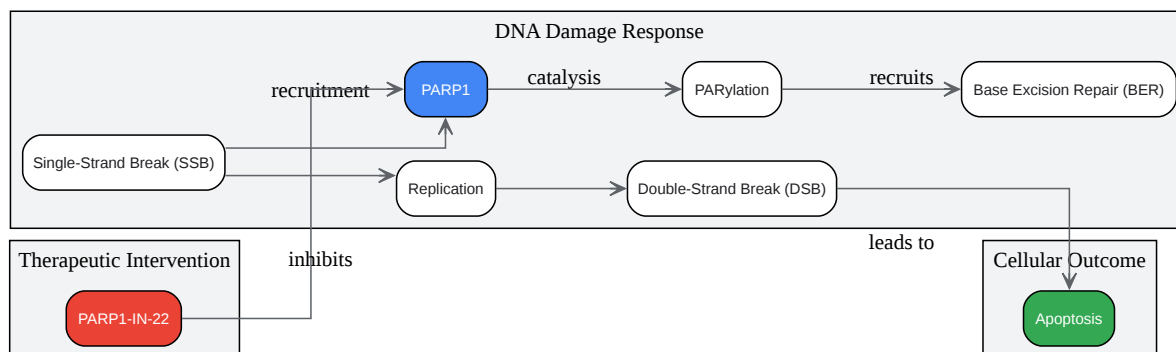 DNA Damage Response
recruitment
PARP1
catalysis
PARylation
recruits
Base Excision Repair (BER)
Single-Strand Break (SSB)
Replication
Double-Strand Break (DSB)
leads to
Therapeutic Intervention
inhibits
Cellular Outcome
PARP1-IN-22
Apoptosis